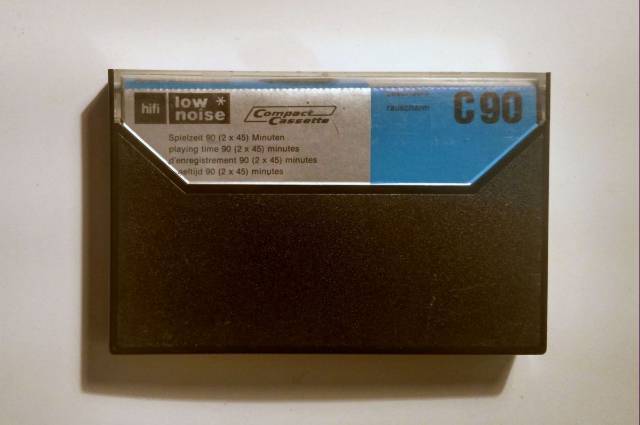 hifi
low *
noise
Compact
Cassette
rauscharm
C 90
Spielzeit 90 (2 x 45) Minuten
playing time 90 (2 x 45) minutes
d'enregistrement 90 (2 x 45) minutes
90 (2 x 45) minutes